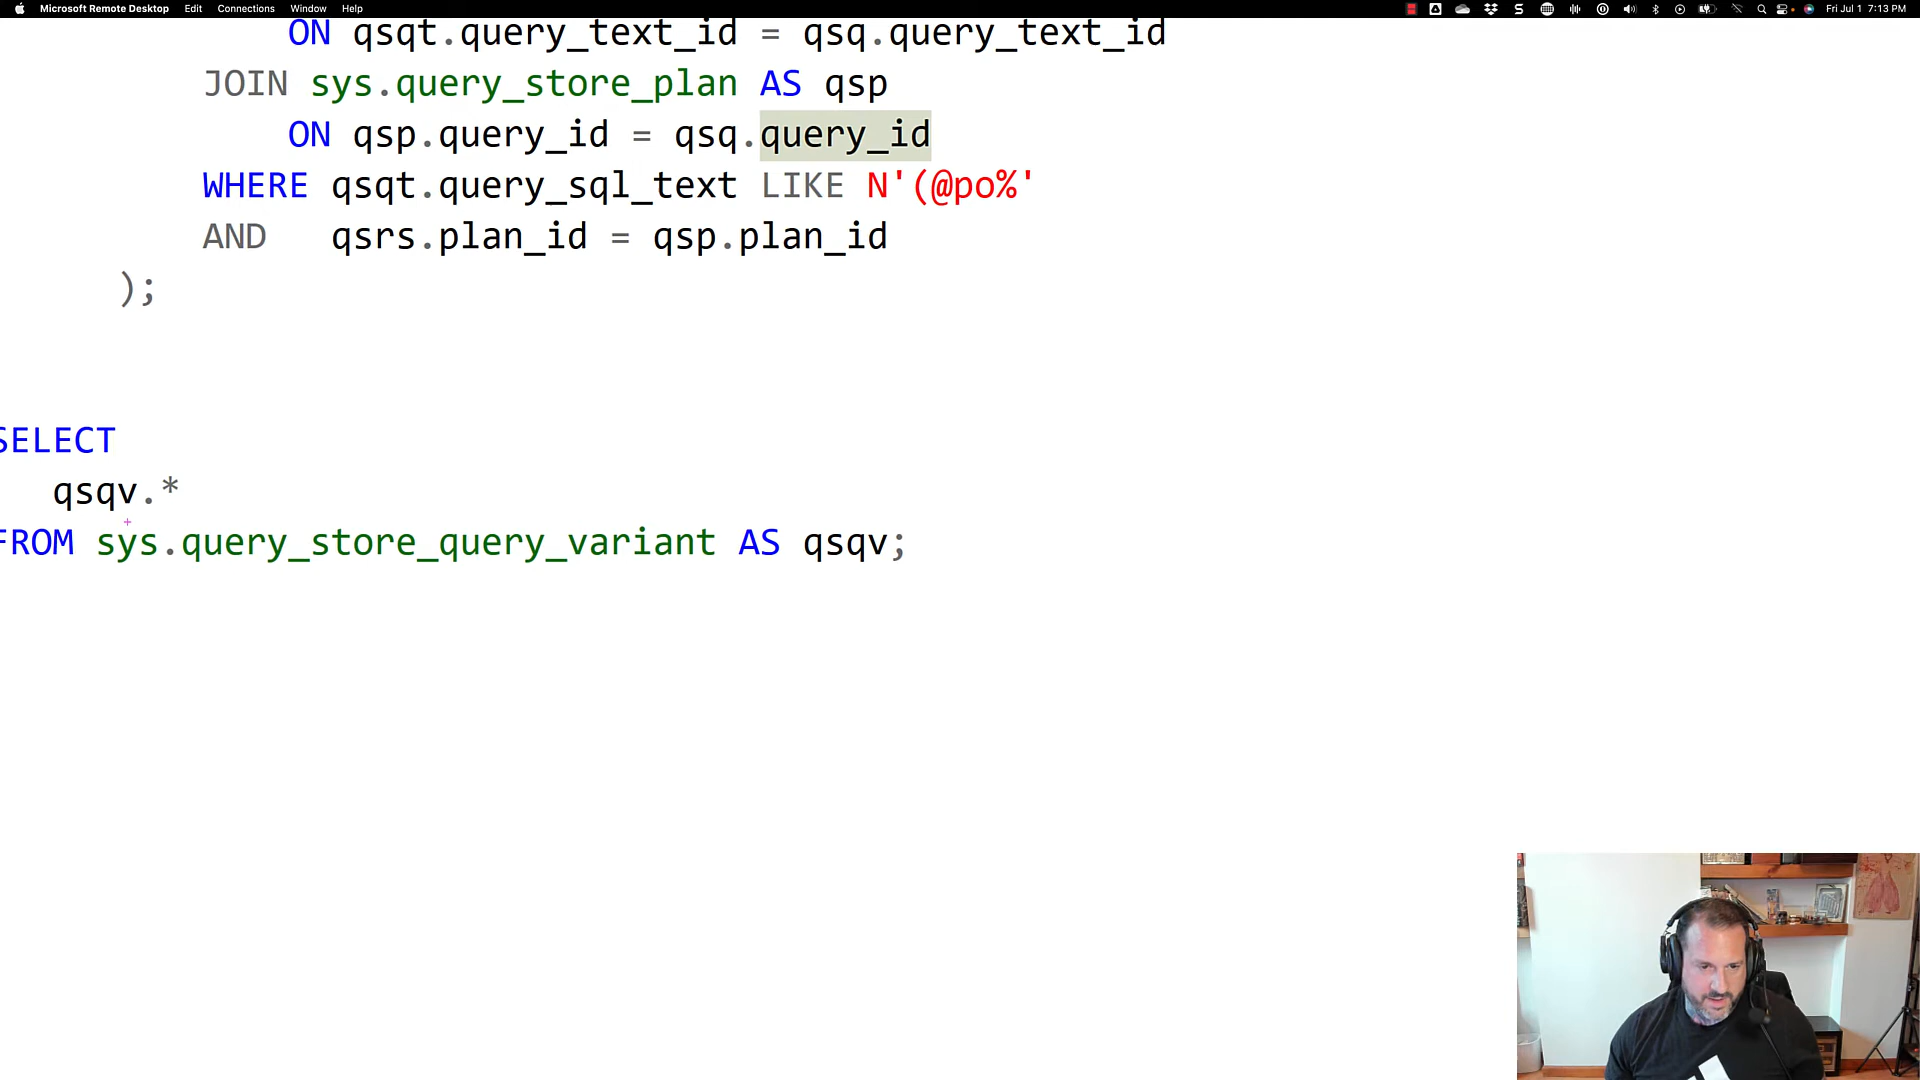 Microsoft Remote Desktop Edit Connections Window Help Fri Jul 1 7:13 PM
ON qsqt.query_text_id = qsq.query_text_id
JOIN sys.query_store_plan AS qsp
ON qsp.query_id = qsq.query_id
WHERE qsqt.query_sql_text LIKE N'(@po%'
AND qsrs.plan_id = qsp.plan_id
);
SELECT
qsqv.*
FROM sys.query_store_query_variant AS qsqv;